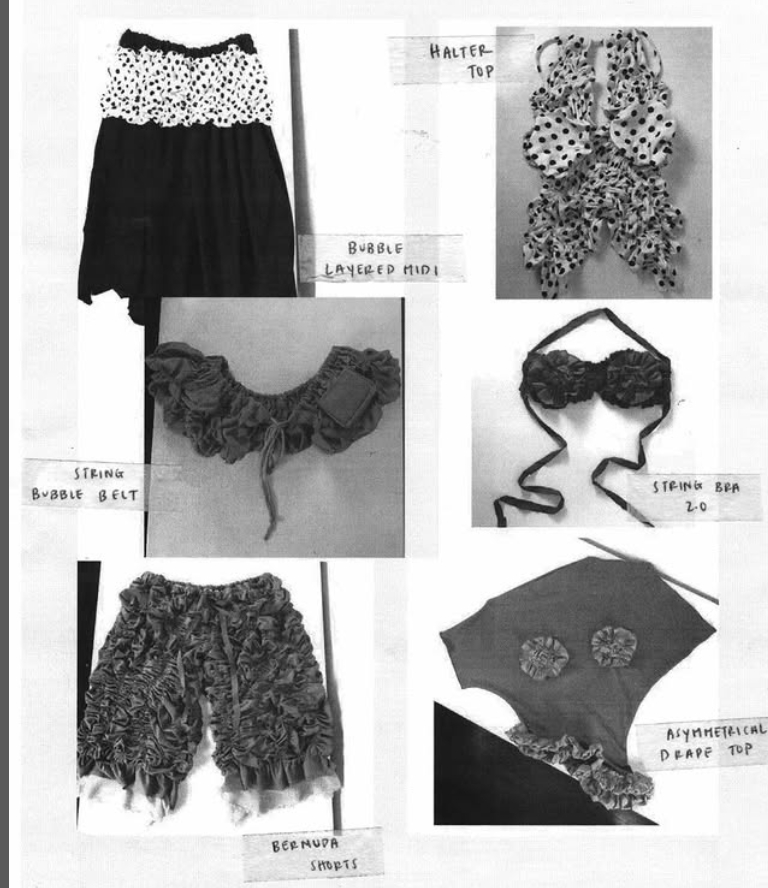 HALTER
TOP
BUBBLE
LAYERED MIDI
STRING
BUBBLE BELT
STRING BRA
2.0
ASYMMETRICAL
DRAPE TOP
BERMUDA
SHORTS